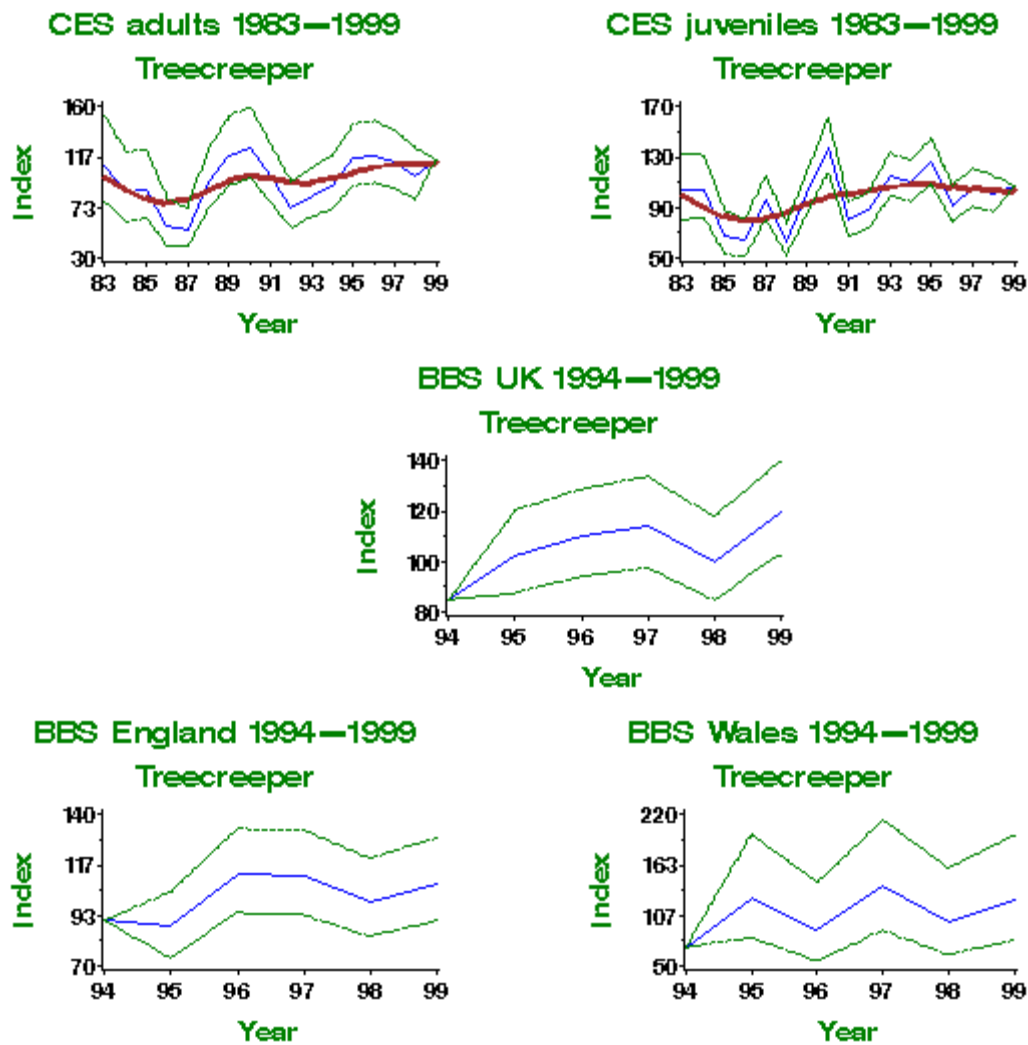 CES adults 1983—1999
Treecreeper
160
117
73
30
Index
83 85 87 89 91 93 95 97 99
Year
CES juveniles 1983—1999
Treecreeper
170
130
90
50
Index
83 85 87 89 91 93 95 97 99
Year
BBS UK 1994—1999
Treecreeper
140
120
100
80
Index
94 95 96 97 98 99
Year
BBS England 1994—1999
Treecreeper
140
117
93
70
Index
94 95 96 97 98 99
Year
BBS Wales 1994—1999
Treecreeper
220
163
107
50
Index
94 95 96 97 98 99
Year